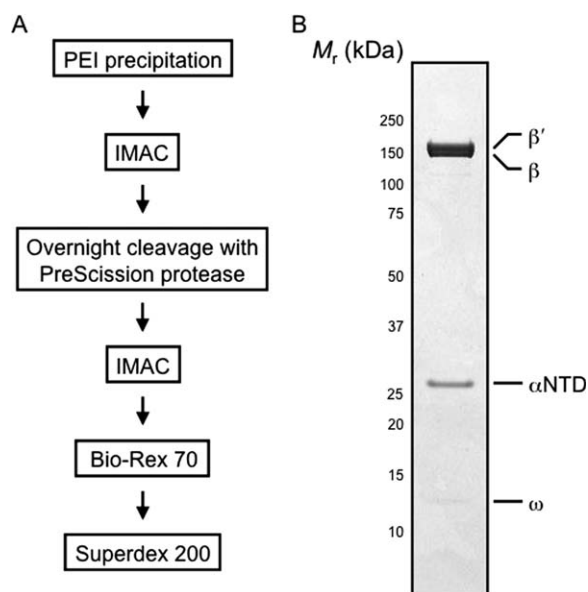 A
PEI precipitation
IMAC
Overnight cleavage with
PreScission protease
IMAC
Bio-Rex 70
Superdex 200
B
Mr (kDa)
250
150
100
75
50
37
25
20
15
10
β′
β
αNTD
ω